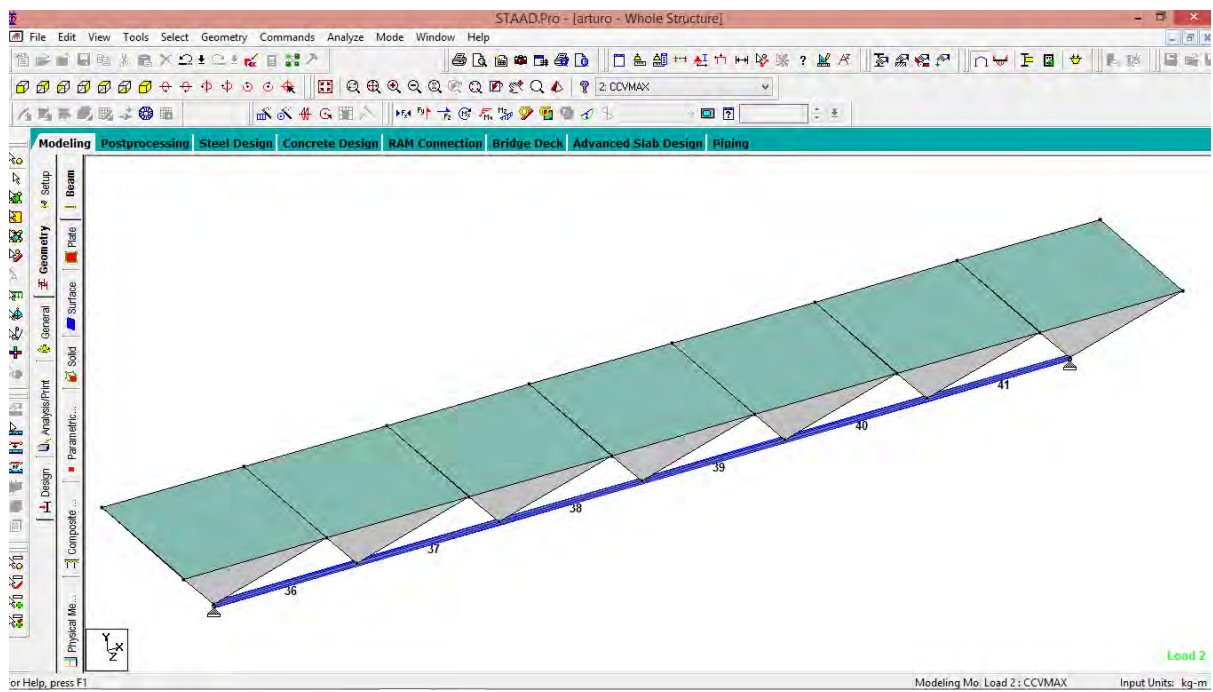 STAAD.Pro - [arturo - Whole Structure]
File Edit View Tools Select Geometry Commands Analyze Mode Window Help
2: CCVMAX
Modeling Postprocessing Steel Design Concrete Design RAM Connection Bridge Deck Advanced Slab Design Piping
Setup
Geometry
General
Analysis/Print
Design
Beam
Plate
Surface
Solid
Parametric...
Composite ...
Physical Me...
36
37
38
39
40
41
Y
X
Z
Load 2
or Help, press F1
Modeling Mo Load 2 : CCVMAX
Input Units: kg-m